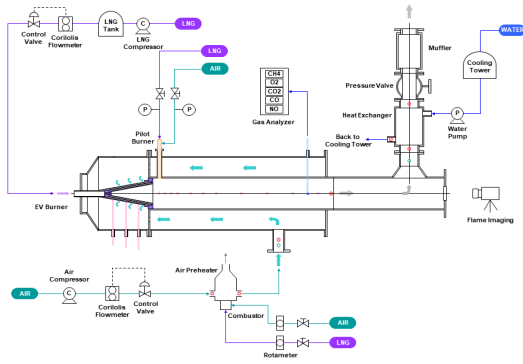 Control
Valve
Coriolis
Flowmeter
LNG
Tank
C
LNG
Compressor
LNG
LNG
AIR
P
P
Pilot
Burner
CH4
O2
CO2
CO
NO
Gas Analyzer
Muffler
Pressure Valve
Heat Exchanger
Back to
Cooling Tower
WATER
Cooling
Tower
P
Water
Pump
EV Burner
Flame Imaging
AIR
Air
Compressor
C
Coriolis
Flowmeter
Control
Valve
Air Preheater
Combustor
AIR
LNG
Rotameter